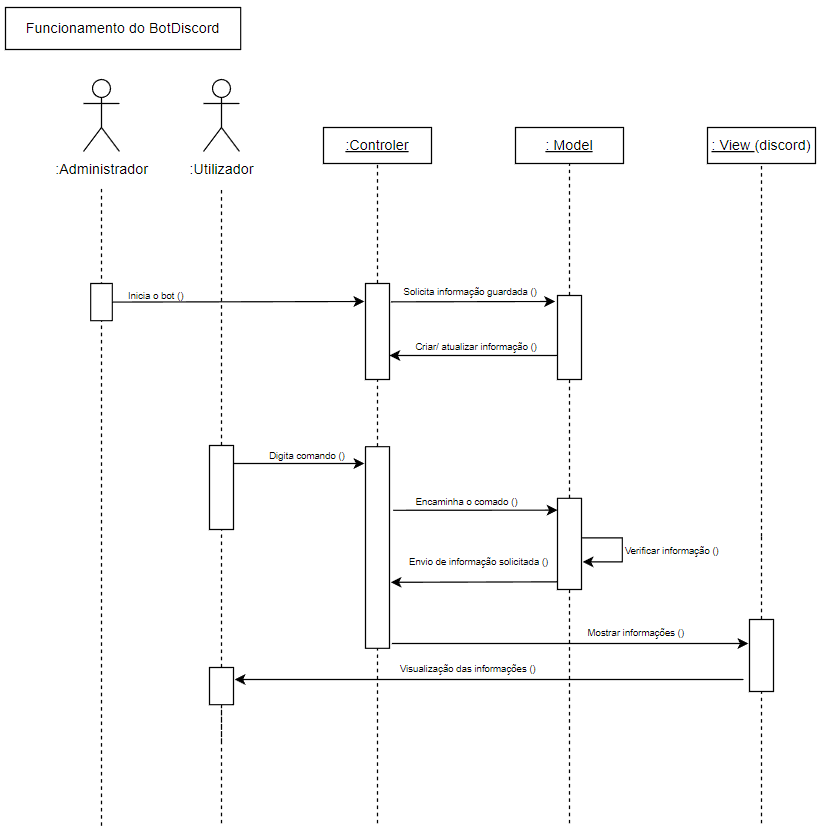 Funcionamento do BotDiscord
:Administrador
:Utilizador
:Controler
: Model
: View (discord)
Inicia o bot ()
Solicita informação guardada ()
Criar/ atualizar informação ()
Digita comando ()
Encaminha o comado ()
Verificar informação ()
Envio de informação solicitada ()
Mostrar informações ()
Visualização das informações ()